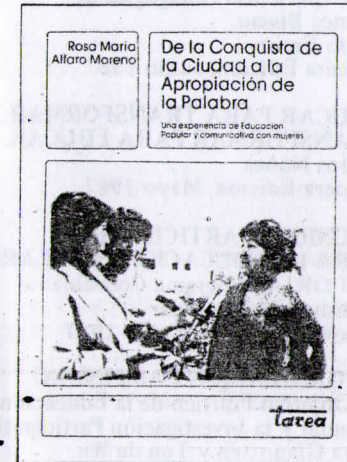 Rosa María
Alfaro Moreno
De la Conquista de
la Ciudad a la
Apropiación de
la Palabra
Una experiencia de Educación
Popular y comunicativa con mujeres
tarea